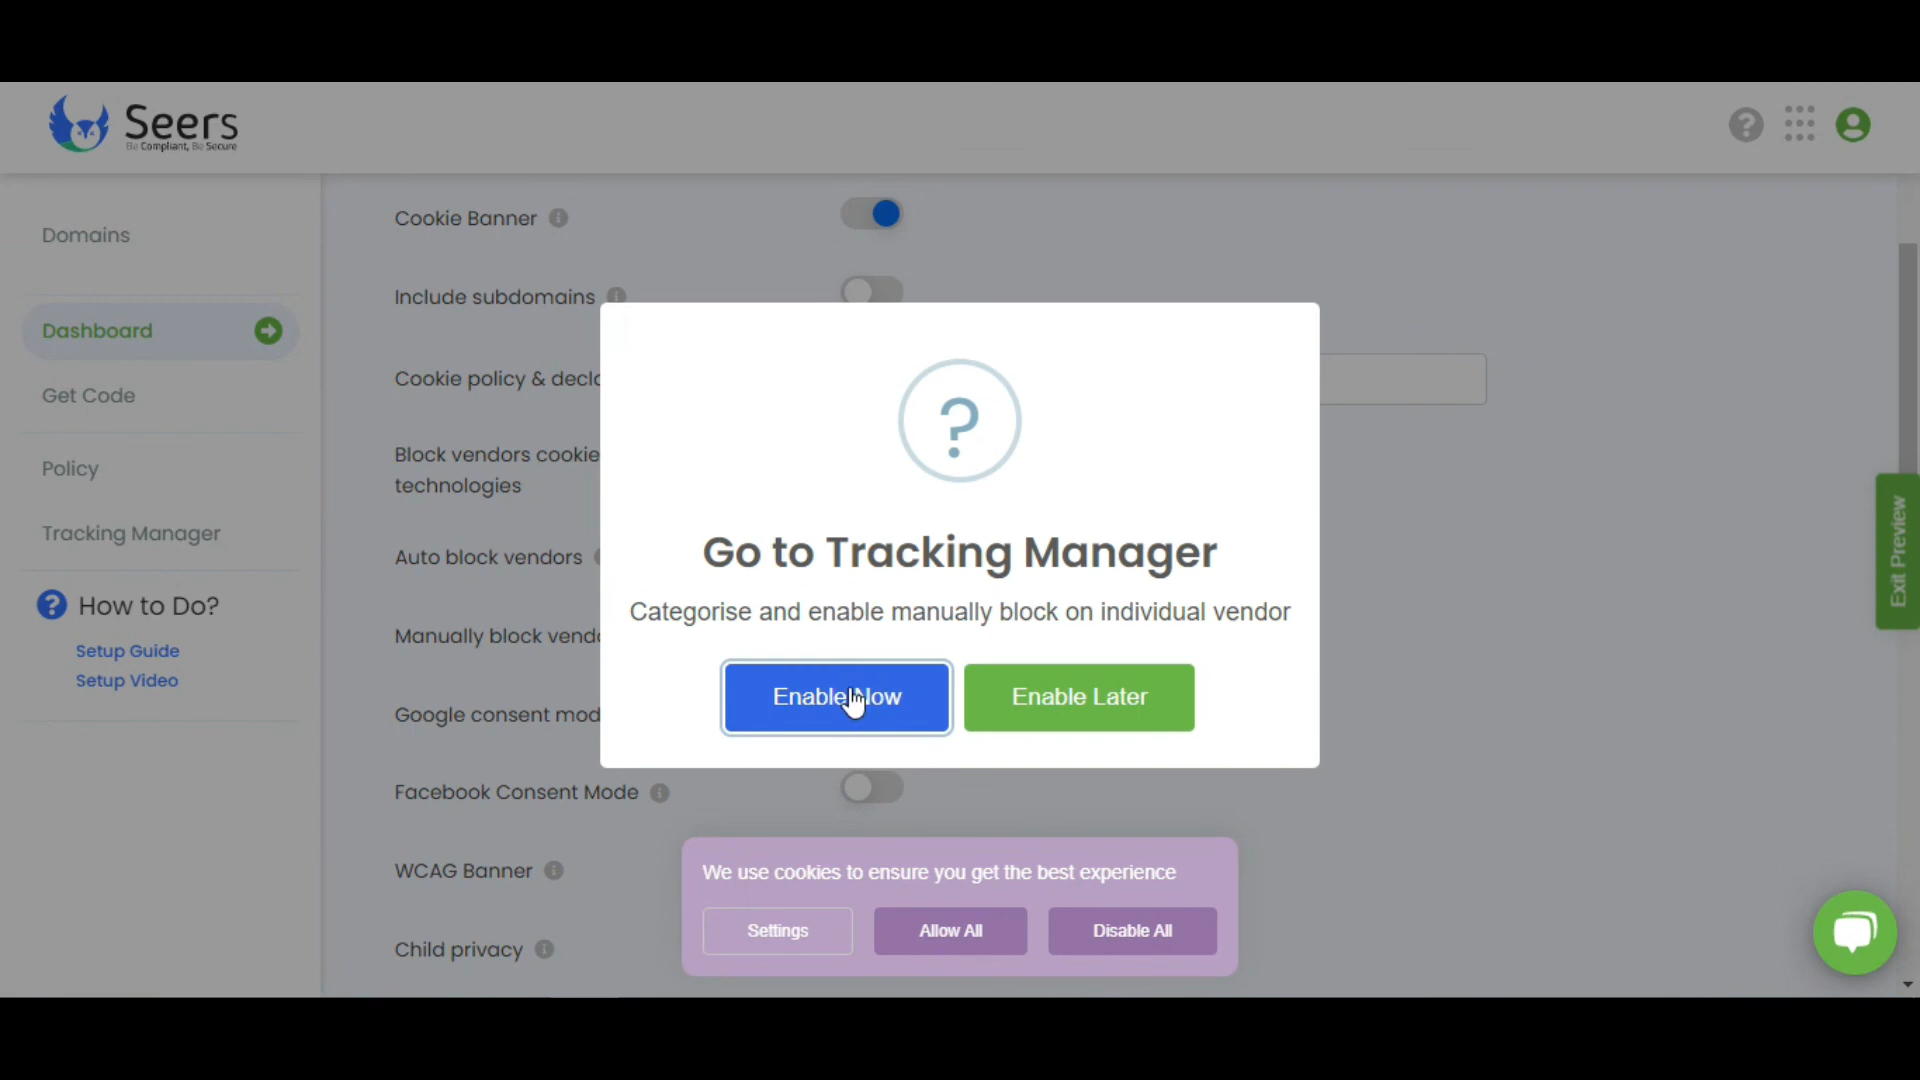 Seers
Be Compliant, Be Secure
?
Domains
Dashboard
Get Code
Policy
Tracking Manager
? How to Do?
Setup Guide
Setup Video
Cookie Banner i
Include subdomains i
Cookie policy & decl
Block vendors cookie
technologies
Auto block vendors
Manually block vend
Google consent mod
Facebook Consent Mode i
WCAG Banner i
Child privacy i
?
Go to Tracking Manager
Categorise and enable manually block on individual vendor
Enable Now
Enable Later
We use cookies to ensure you get the best experience
Settings
Allow All
Disable All
Exit Preview